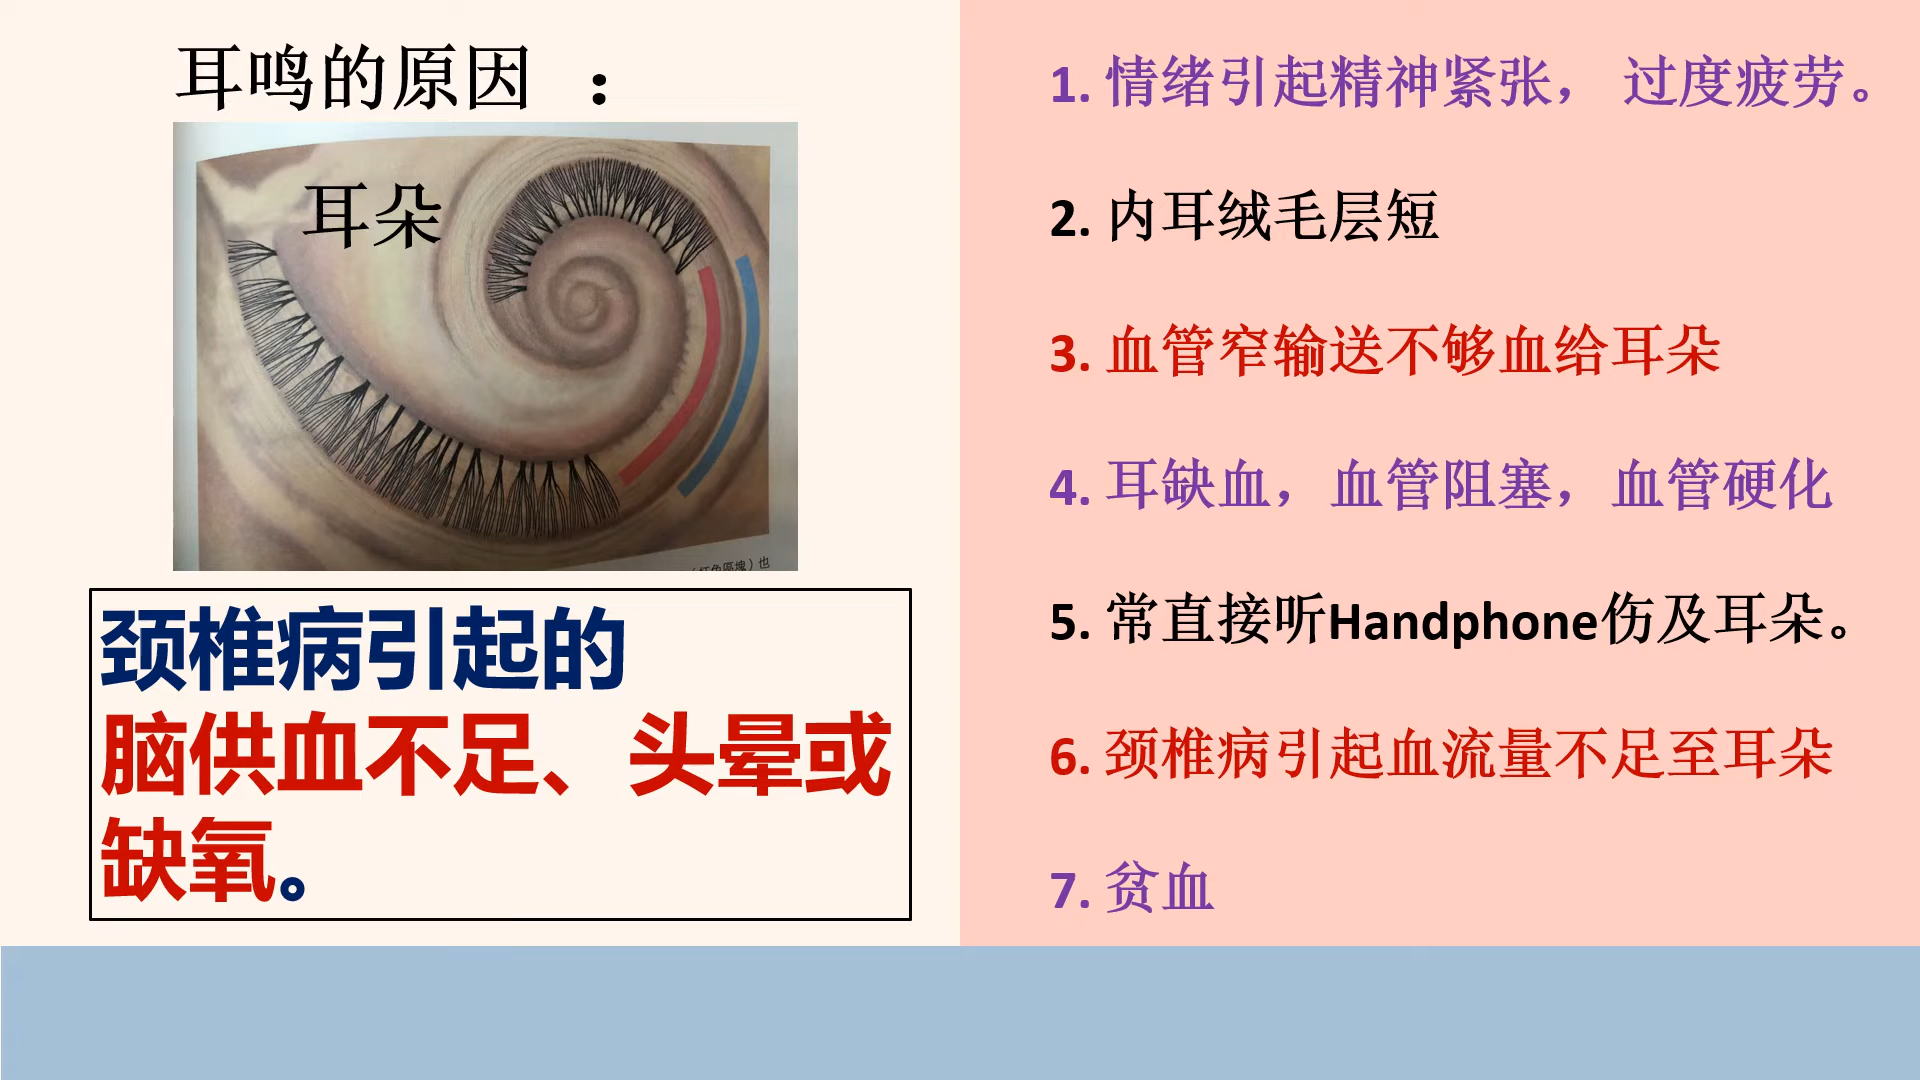 耳鸣的原因 ：
耳朵
（红色區塊）也
颈椎病引起的
脑供血不足、头晕或
缺氧。
1. 情绪引起精神紧张， 过度疲劳。
2. 内耳绒毛层短
3. 血管窄输送不够血给耳朵
4. 耳缺血，血管阻塞，血管硬化
5. 常直接听Handphone伤及耳朵。
6. 颈椎病引起血流量不足至耳朵
7. 贫血